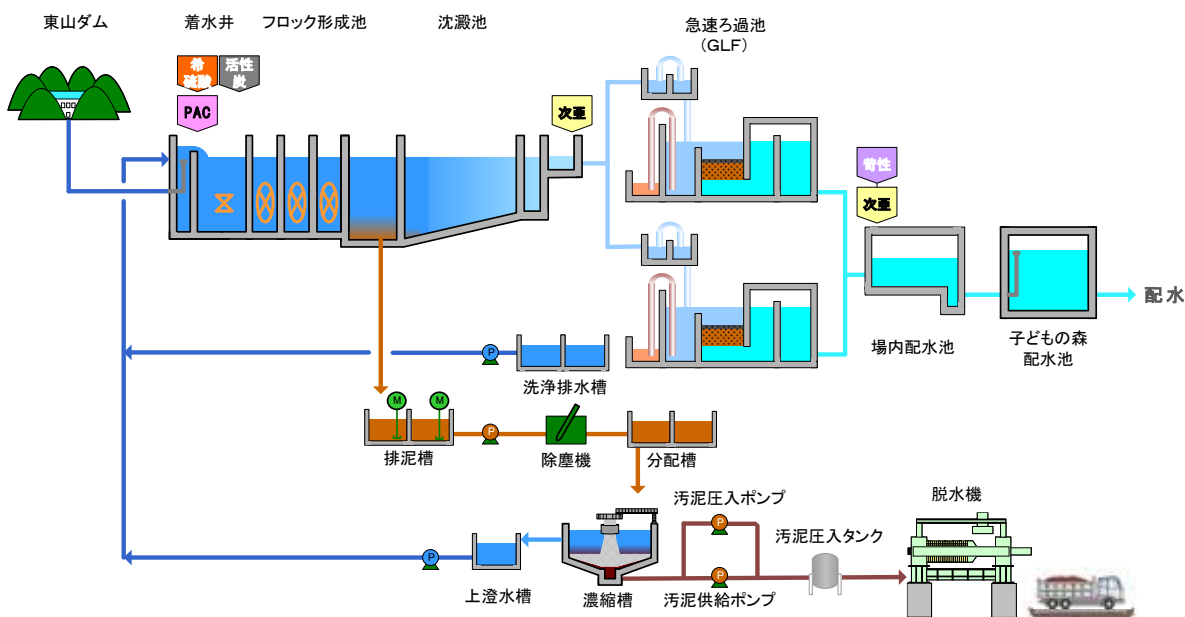 東山ダム
着水井
フロック形成池
沈澱池
急速ろ過池
(GLF)
希
硫酸
活性
炭
PAC
次亜
苛性
次亜
配水
場内配水池
子どもの森
配水池
P
洗浄排水槽
M
M
排泥槽
P
除塵機
分配槽
汚泥圧入ポンプ
P
脱水機
汚泥圧入タンク
P
上澄水槽
濃縮槽
P
汚泥供給ポンプ